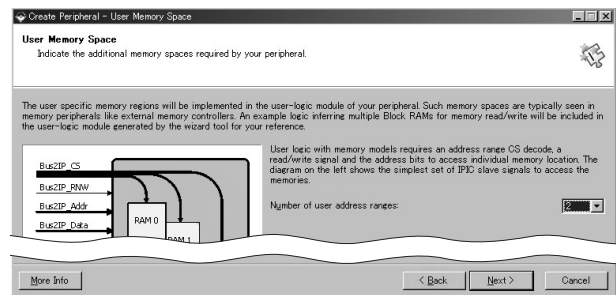 Create Peripheral - User Memory Space
User Memory Space
Indicate the additional memory spaces required by your peripheral.
The user specific memory regions will be implemented in the user-logic module of your peripheral. Such memory spaces are typically seen in
memory peripherals like external memory controllers. An example logic inferring multiple Block RAMs for memory read/write will be included in
the user-logic module generated by the wizard tool for your reference.
User logic with memory models requires an address range CS decode, a
read/write signal and the address bits to access individual memory location. The
diagram on the left shows the simplest set of IPIC slave signals to access the
memories.
Bus2IP_CS
Bus2IP_RNW
Bus2IP_Addr
Bus2IP_Data
RAM 0
RAM 1
Number of user address ranges:
2
More Info
< Back
Next >
Cancel